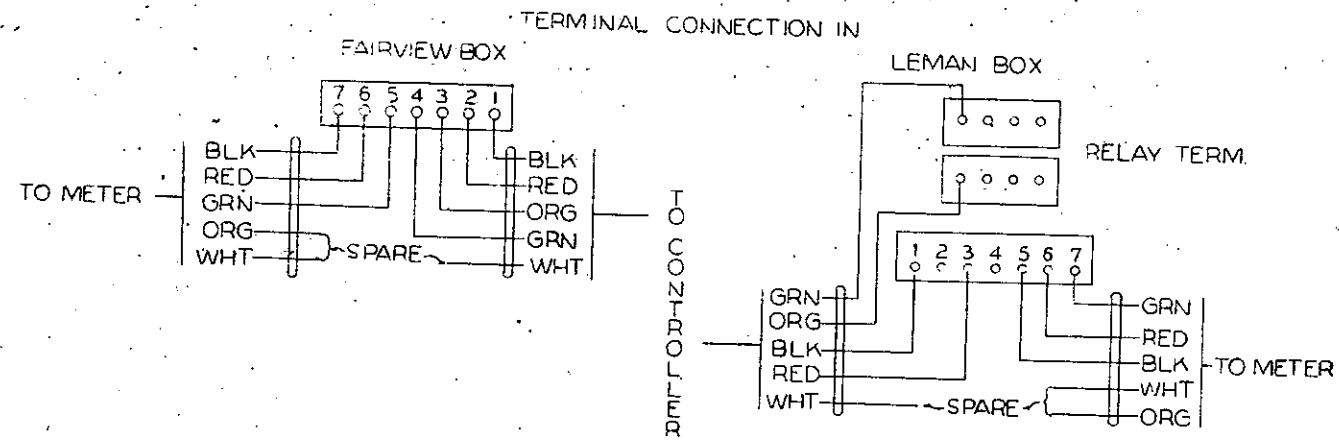 TERMINAL CONNECTION IN
FAIRVIEW BOX
7 6 5 4 3 2 1
TO METER
BLK
RED
GRN
ORG
WHT
SPARE
BLK
RED
ORG
GRN
WHT
TO CONTROLLER
LEMAN BOX
RELAY TERM.
1 2 3 4 5 6 7
GRN
ORG
BLK
RED
WHT
SPARE
GRN
RED
BLK
WHT
ORG
TO METER